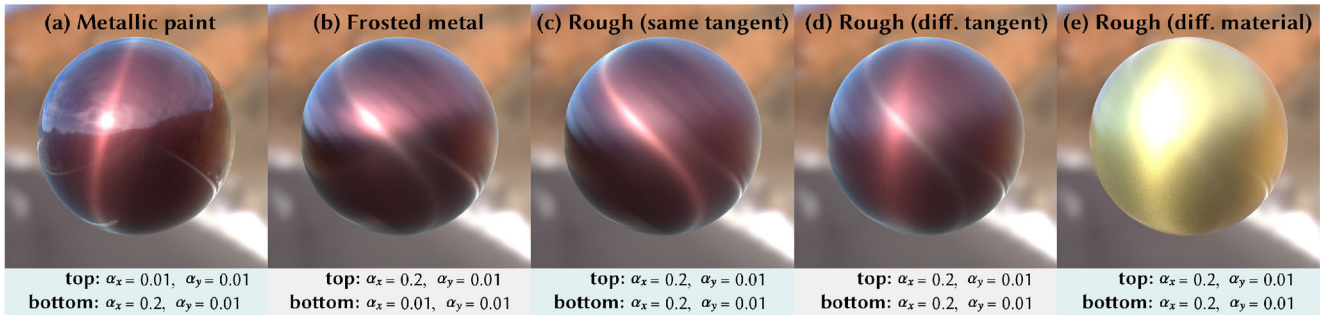 (a) Metallic paint
(b) Frosted metal
(c) Rough (same tangent)
(d) Rough (diff. tangent)
(e) Rough (diff. material)
top: αx = 0.01, αy = 0.01
bottom: αx = 0.2, αy = 0.01
top: αx = 0.2, αy = 0.01
bottom: αx = 0.01, αy = 0.01
top: αx = 0.2, αy = 0.01
bottom: αx = 0.2, αy = 0.01
top: αx = 0.2, αy = 0.01
bottom: αx = 0.2, αy = 0.01
top: αx = 0.2, αy = 0.01
bottom: αx = 0.2, αy = 0.01